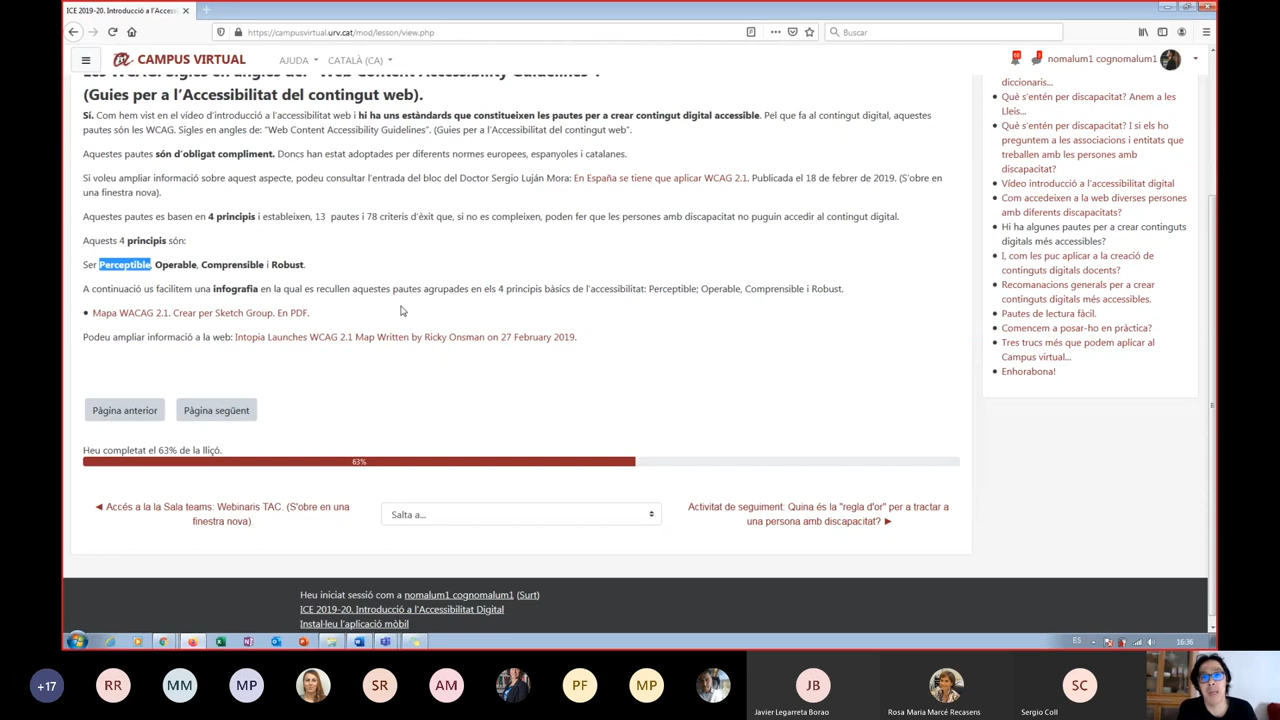 ICE 2019-20. Introducció a l'Acces
https://campusvirtual.urv.cat/mod/lesson/view.php
Buscar
CAMPUS VIRTUAL
AJUDA
CATALÀ (CA)
nomalum1 cognomalum1
(Guies per a l'Accessibilitat del contingut web).
Sí. Com hem vist en el vídeo d'introducció a l'accessibilitat web i hi ha uns estàndards que constitueixen les pautes per a crear contingut digital accessible. Pel que fa al contingut digital, aquestes
pautes són les WCAG. Sigles en angles de: "Web Content Accessibility Guidelines". (Guies per a l'Accessibilitat del contingut web".
Aquestes pautes són d'obligat compliment. Doncs han estat adoptades per diferents normes europees, espanyoles i catalanes.
Si voleu ampliar informació sobre aquest aspecte, podeu consultar l'entrada del bloc del Doctor Sergio Luján Mora: En España se tiene que aplicar WCAG 2.1. Publicada el 18 de febrer de 2019. (S'obre en
una finestra nova).
Aquestes pautes es basen en 4 principis i estableixen, 13 pautes i 78 criteris d'èxit que, si no es compleixen, poden fer que les persones amb discapacitat no puguin accedir al contingut digital.
Aquests 4 principis són:
Ser Perceptible, Operable, Comprensible i Robust.
A continuació us facilitem una infografia en la qual es recullen aquestes pautes agrupades en els 4 principis bàsics de l'accessibilitat: Perceptible; Operable, Comprensible i Robust.
Mapa WACAG 2.1. Crear per Sketch Group. En PDF.
Podeu ampliar informació a la web: Intopia Launches WCAG 2.1 Map Written by Ricky Onsman on 27 February 2019.
Pàgina anterior
Pàgina següent
Heu completat el 63% de la lliçó.
63%
◄ Accés a la la Sala teams: Webinaris TAC. (S'obre en una
finestra nova).
Salta a...
Activitat de seguiment: Quina és la "regla d'or" per a tractar a
una persona amb discapacitat? ►
diccionaris...
Què s'entén per discapacitat? Anem a les
Lleis...
Què s'entén per discapacitat? I si els ho
preguntem a les associacions i entitats que
treballen amb les persones amb
discapacitat?
Vídeo introducció a l'accessibilitat digital
Com accedeixen a la web diverses persones
amb diferents discapacitats?
Hi ha algunes pautes per a crear continguts
digitals més accessibles?
I, com les puc aplicar a la creació de
continguts digitals docents?
Recomanacions generals per a crear
continguts digitals més accessibles.
Pautes de lectura fàcil.
Comencem a posar-ho en pràctica?
Tres trucs més que podem aplicar al
Campus virtual...
Enhorabona!
Heu iniciat sessió com a nomalum1 cognomalum1 (Surt)
ICE 2019-20. Introducció a l'Accessibilitat Digital
Instal·leu l'aplicació mòbil
ES
16:36
+17
RR
MM
MP
SR
AM
PF
MP
JB
SC
Javier Legarreta Borao
Rosa Maria Marcé Recasens
Sergio Coll